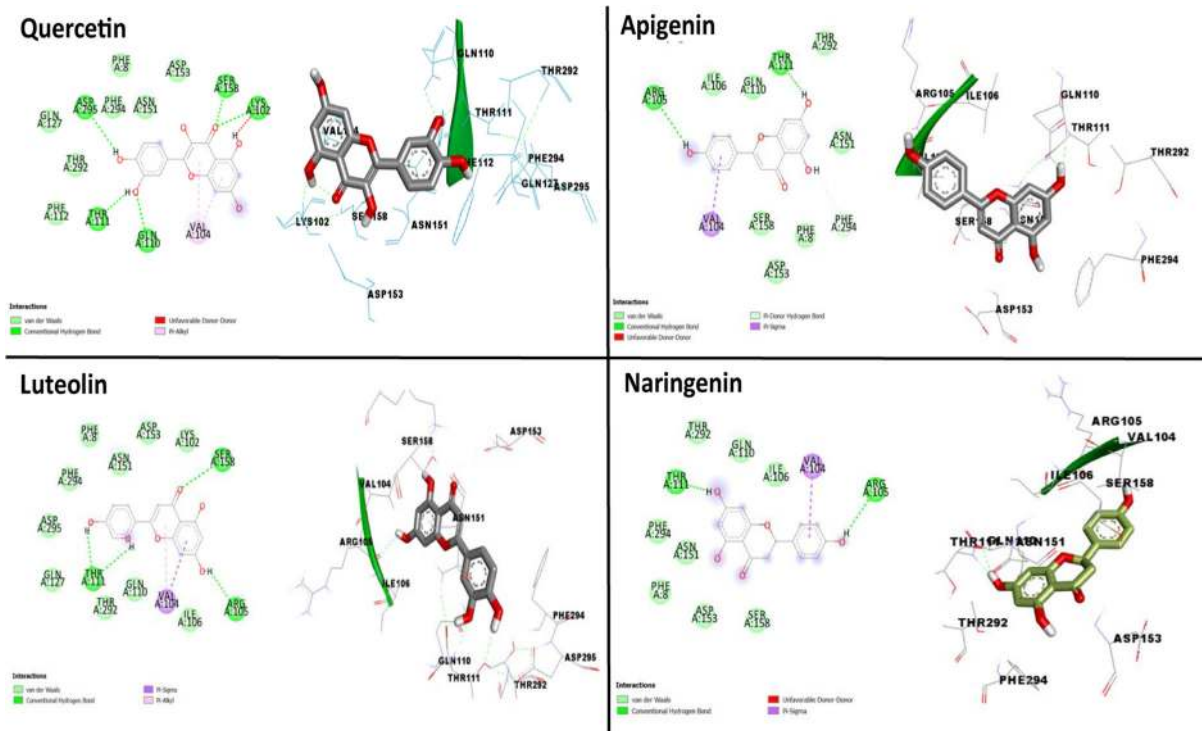 Quercetin
PHE A:8
ASP A:153
SER A:158
ASP A:295
PHE A:294
ASN A:151
LYS A:102
GLN A:127
THR A:292
PHE A:112
THR A:111
GLN A:110
VAL A:104
H
H
H
O
O
GLN110
THR292
THR111
PHE294
ASP295
LYS102
ASN151
ASP153
Interactions
van der Waals
Conventional Hydrogen Bond
Unfavorable Donor-Donor
Pi-Alkyl
Apigenin
THR A:292
THR A:111
ILE A:106
GLN A:110
ARG A:105
ASN A:151
VAL A:104
SER A:158
PHE A:8
PHE A:294
ASP A:153
H
H
OH
O
O
ARG105
ILE106
GLN110
THR111
THR292
PHE294
ASP153
Interactions
van der Waals
Conventional Hydrogen Bond
Unfavorable Donor-Donor
Pi-Donor Hydrogen Bond
Pi-Sigma
Luteolin
PHE A:8
ASP A:153
LYS A:102
ASN A:151
SER A:158
PHE A:294
ASP A:295
GLN A:127
THR A:111
THR A:292
GLN A:110
VAL A:104
ILE A:106
ARG A:105
H
H
H
O
O
SER158
ASP153
VAL104
ASN151
ARG105
ILE106
PHE294
GLN110
ASP295
THR111
THR292
Interactions
van der Waals
Conventional Hydrogen Bond
Pi-Sigma
Pi-Alkyl
Naringenin
THR A:292
GLN A:110
VAL A:104
THR A:111
ILE A:106
ARG A:105
PHE A:294
ASN A:151
PHE A:8
ASP A:153
SER A:158
H
H
O
O
ARG105
VAL104
ILE106
SER158
ASN151
THR292
ASP153
PHE294
Interactions
van der Waals
Conventional Hydrogen Bond
Unfavorable Donor-Donor
Pi-Sigma